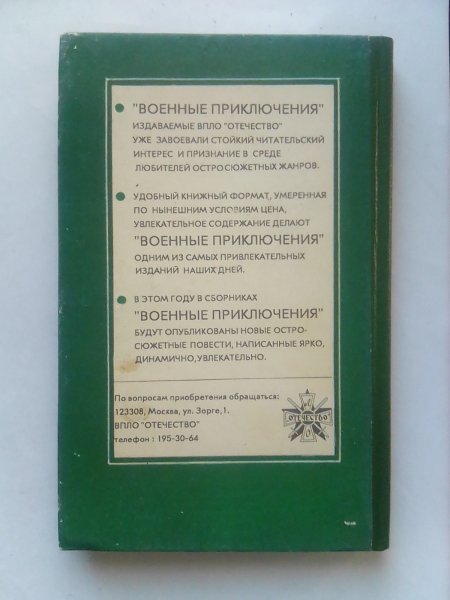 "ВОЕННЫЕ ПРИКЛЮЧЕНИЯ"
ИЗДАВАЕМЫЕ ВПЛО "ОТЕЧЕСТВО"
УЖЕ ЗАВОЕВАЛИ СТОЙКИЙ ЧИТАТЕЛЬСКИЙ
ИНТЕРЕС И ПРИЗНАНИЕ В СРЕДЕ
ЛЮБИТЕЛЕЙ ОСТРОСЮЖЕТНЫХ ЖАНРОВ.
УДОБНЫЙ КНИЖНЫЙ ФОРМАТ, УМЕРЕННАЯ
ПО НЫНЕШНИМ УСЛОВИЯМ ЦЕНА,
УВЛЕКАТЕЛЬНОЕ СОДЕРЖАНИЕ ДЕЛАЮТ
"ВОЕННЫЕ ПРИКЛЮЧЕНИЯ"
ОДНИМ ИЗ САМЫХ ПРИВЛЕКАТЕЛЬНЫХ
ИЗДАНИЙ НАШИХ ДНЕЙ.
В ЭТОМ ГОДУ В СБОРНИКАХ
"ВОЕННЫЕ ПРИКЛЮЧЕНИЯ"
БУДУТ ОПУБЛИКОВАНЫ НОВЫЕ ОСТРО-
СЮЖЕТНЫЕ ПОВЕСТИ, НАПИСАННЫЕ ЯРКО,
ДИНАМИЧНО, УВЛЕКАТЕЛЬНО.
По вопросам приобретения обращаться:
123308, Москва, ул. Зорге, 1.
ВПЛО "ОТЕЧЕСТВО"
телефон : 195-30-64
ОТЕЧЕСТВО